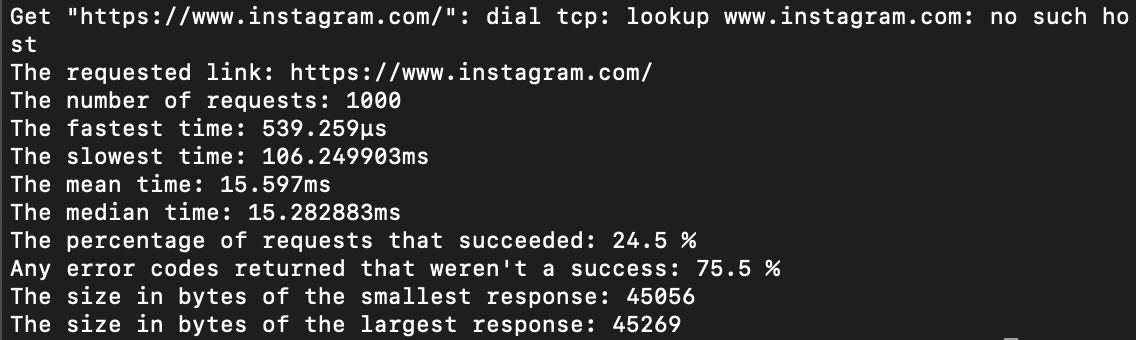 Get "https://www.instagram.com/": dial tcp: lookup www.instagram.com: no such ho
st
The requested link: https://www.instagram.com/
The number of requests: 1000
The fastest time: 539.259µs
The slowest time: 106.249903ms
The mean time: 15.597ms
The median time: 15.282883ms
The percentage of requests that succeeded: 24.5 %
Any error codes returned that weren't a success: 75.5 %
The size in bytes of the smallest response: 45056
The size in bytes of the largest response: 45269